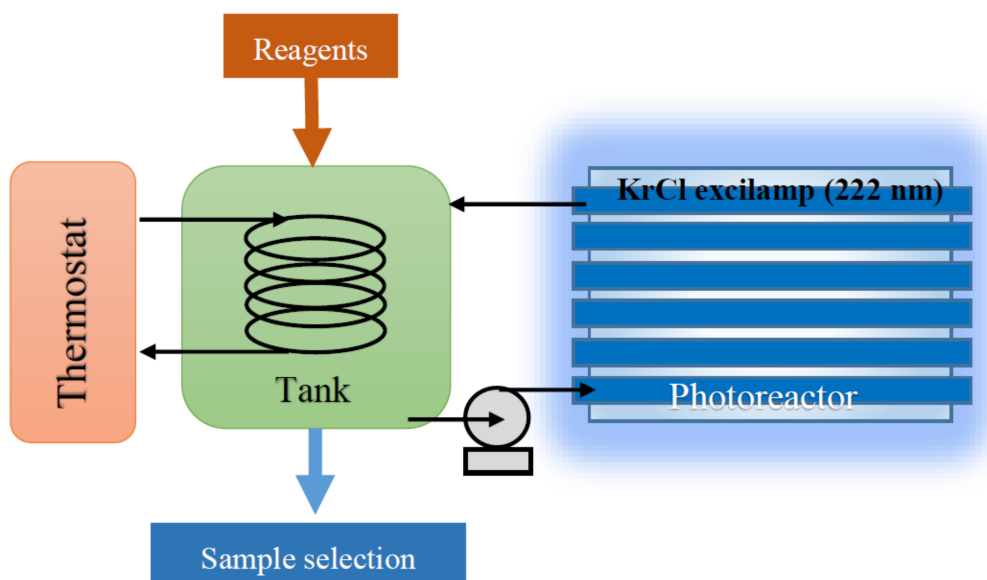 Reagents
KrCl excilamp (222 nm)
Thermostat
Tank
Photoreactor
Sample selection